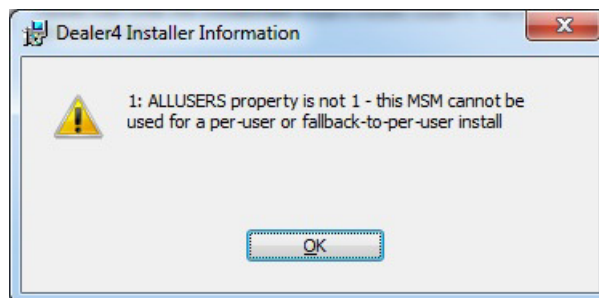 Dealer4 Installer Information
1: ALLUSERS property is not 1 - this MSM cannot be
used for a per-user or fallback-to-per-user install
OK